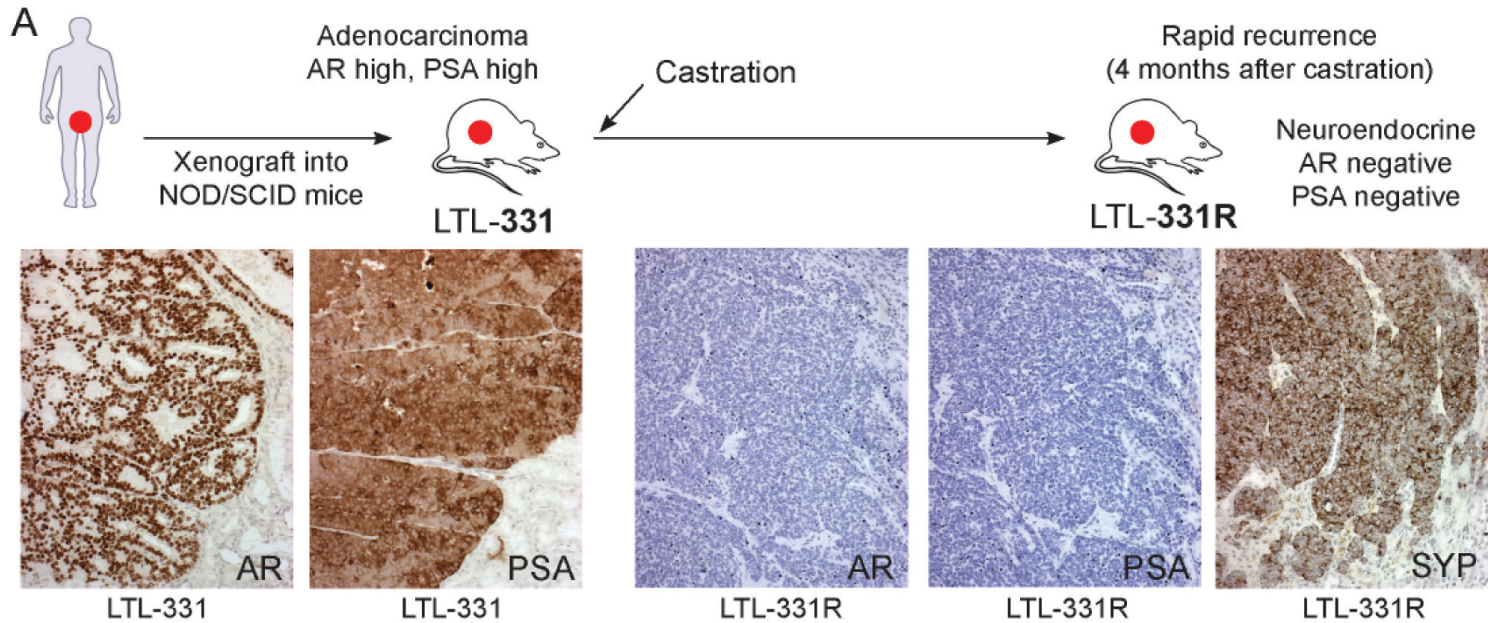 A
Adenocarcinoma
AR high, PSA high
Castration
Rapid recurrence
(4 months after castration)
Xenograft into
NOD/SCID mice
Neuroendocrine
AR negative
PSA negative
LTL-331
LTL-331R
AR
PSA
AR
PSA
SYP
LTL-331
LTL-331
LTL-331R
LTL-331R
LTL-331R